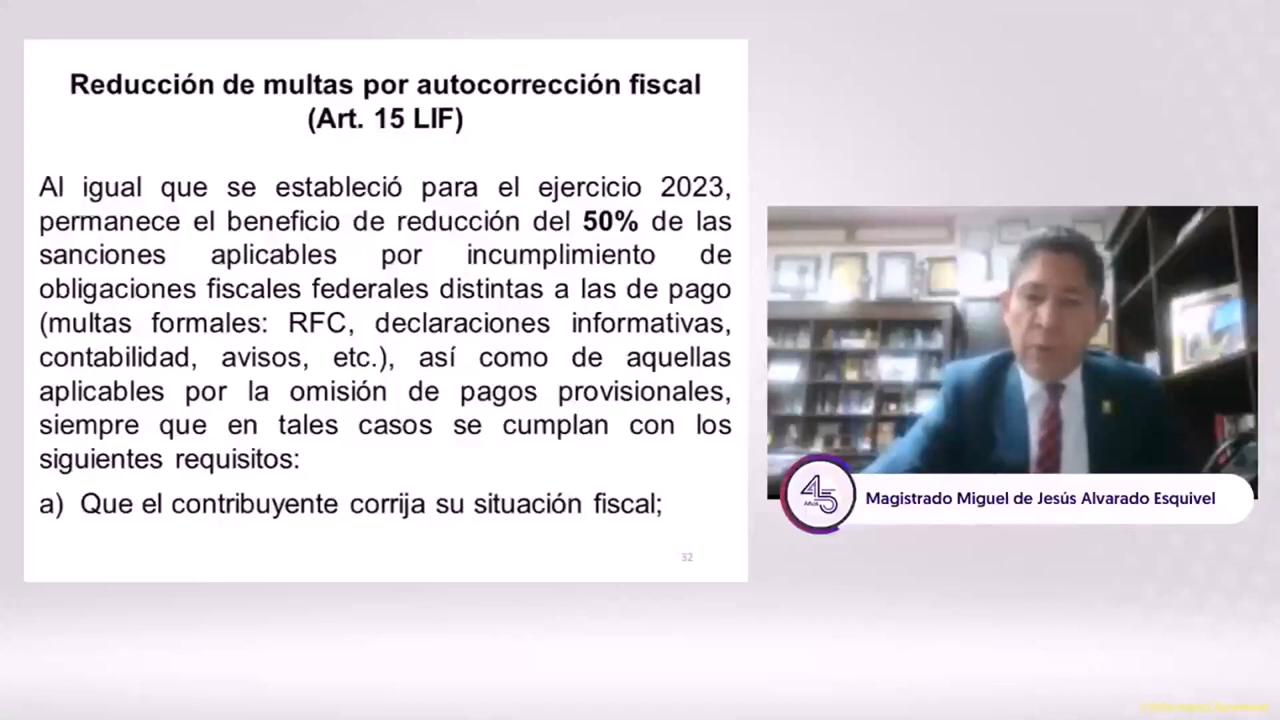 Reducción de multas por autocorrección fiscal
(Art. 15 LIF)
Al igual que se estableció para el ejercicio 2023,
permanece el beneficio de reducción del 50% de las
sanciones aplicables por incumplimiento de
obligaciones fiscales federales distintas a las de pago
(multas formales: RFC, declaraciones informativas,
contabilidad, avisos, etc.), así como de aquellas
aplicables por la omisión de pagos provisionales,
siempre que en tales casos se cumplan con los
siguientes requisitos:
a) Que el contribuyente corrija su situación fiscal;
32
45
Años
Magistrado Miguel de Jesús Alvarado Esquivel